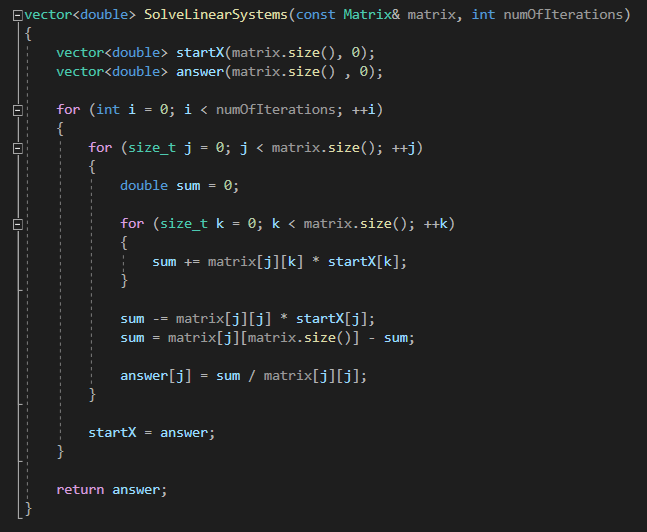 vector<double> SolveLinearSystems(const Matrix& matrix, int numOfIterations)
{
    vector<double> startX(matrix.size(), 0);
    vector<double> answer(matrix.size() , 0);

    for (int i = 0; i < numOfIterations; ++i)
    {
        for (size_t j = 0; j < matrix.size(); ++j)
        {
            double sum = 0;

            for (size_t k = 0; k < matrix.size(); ++k)
            {
                sum += matrix[j][k] * startX[k];
            }

            sum -= matrix[j][j] * startX[j];
            sum = matrix[j][matrix.size()] - sum;

            answer[j] = sum / matrix[j][j];
        }

        startX = answer;
    }

    return answer;
}